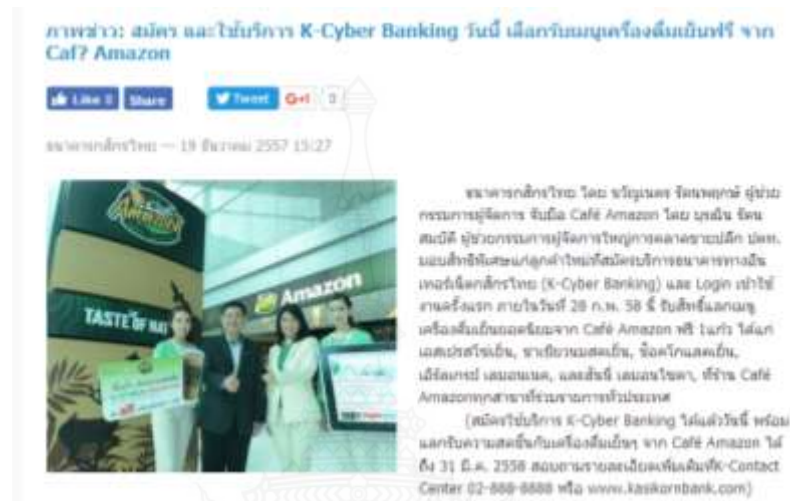 ภาพข่าว: สมัคร และใช้บริการ K-Cyber Banking วันนี้ เลือกรับเมนูเครื่องดื่มเย็นฟรี จาก
Caf? Amazon
Like 0 Share Tweet G+1 0
ธนาคารกสิกรไทย — 19 ธันวาคม 2557 15:27
Amazon
Amazon
TASTE OF NAT
ธนาคารกสิกรไทย โดย ขวัญเนตร รัตนพฤกษ์ ผู้ช่วย
กรรมการผู้จัดการ จับมือ Café Amazon โดย บุรณิน รัตน
สมบัติ ผู้ช่วยกรรมการผู้จัดการใหญ่การตลาดขายปลีก ปตท.
มอบสิทธิพิเศษแก่ลูกค้าใหม่ที่สมัครบริการธนาคารทางอิน
เทอร์เน็ตกสิกรไทย (K-Cyber Banking) และ Login เข้าใช้
งานครั้งแรก ภายในวันที่ 28 ก.พ. 58 นี้ รับสิทธิ์แลกเมนู
เครื่องดื่มเย็นยอดนิยมจาก Café Amazon ฟรี 1แก้ว ได้แก่
เอสเปรสโซเย็น, ชาเขียวนมสดเย็น, ช็อคโกแลตเย็น,
เอิร์ลเกรย์ เลมอนเนด, และฮันนี่ เลมอนโซดา, ที่ร้าน Café
Amazonทุกสาขาที่ร่วมรายการทั่วประเทศ
(สมัครใช้บริการ K-Cyber Banking ได้แล้ววันนี้ พร้อม
แลกรับความสดชื่นกับเครื่องดื่มเย็นๆ จาก Café Amazon ได้
ถึง 31 มี.ค. 2558 สอบถามรายละเอียดเพิ่มเติมที่K-Contact
Center 02-888-8888 หรือ www.kasikornbank.com)